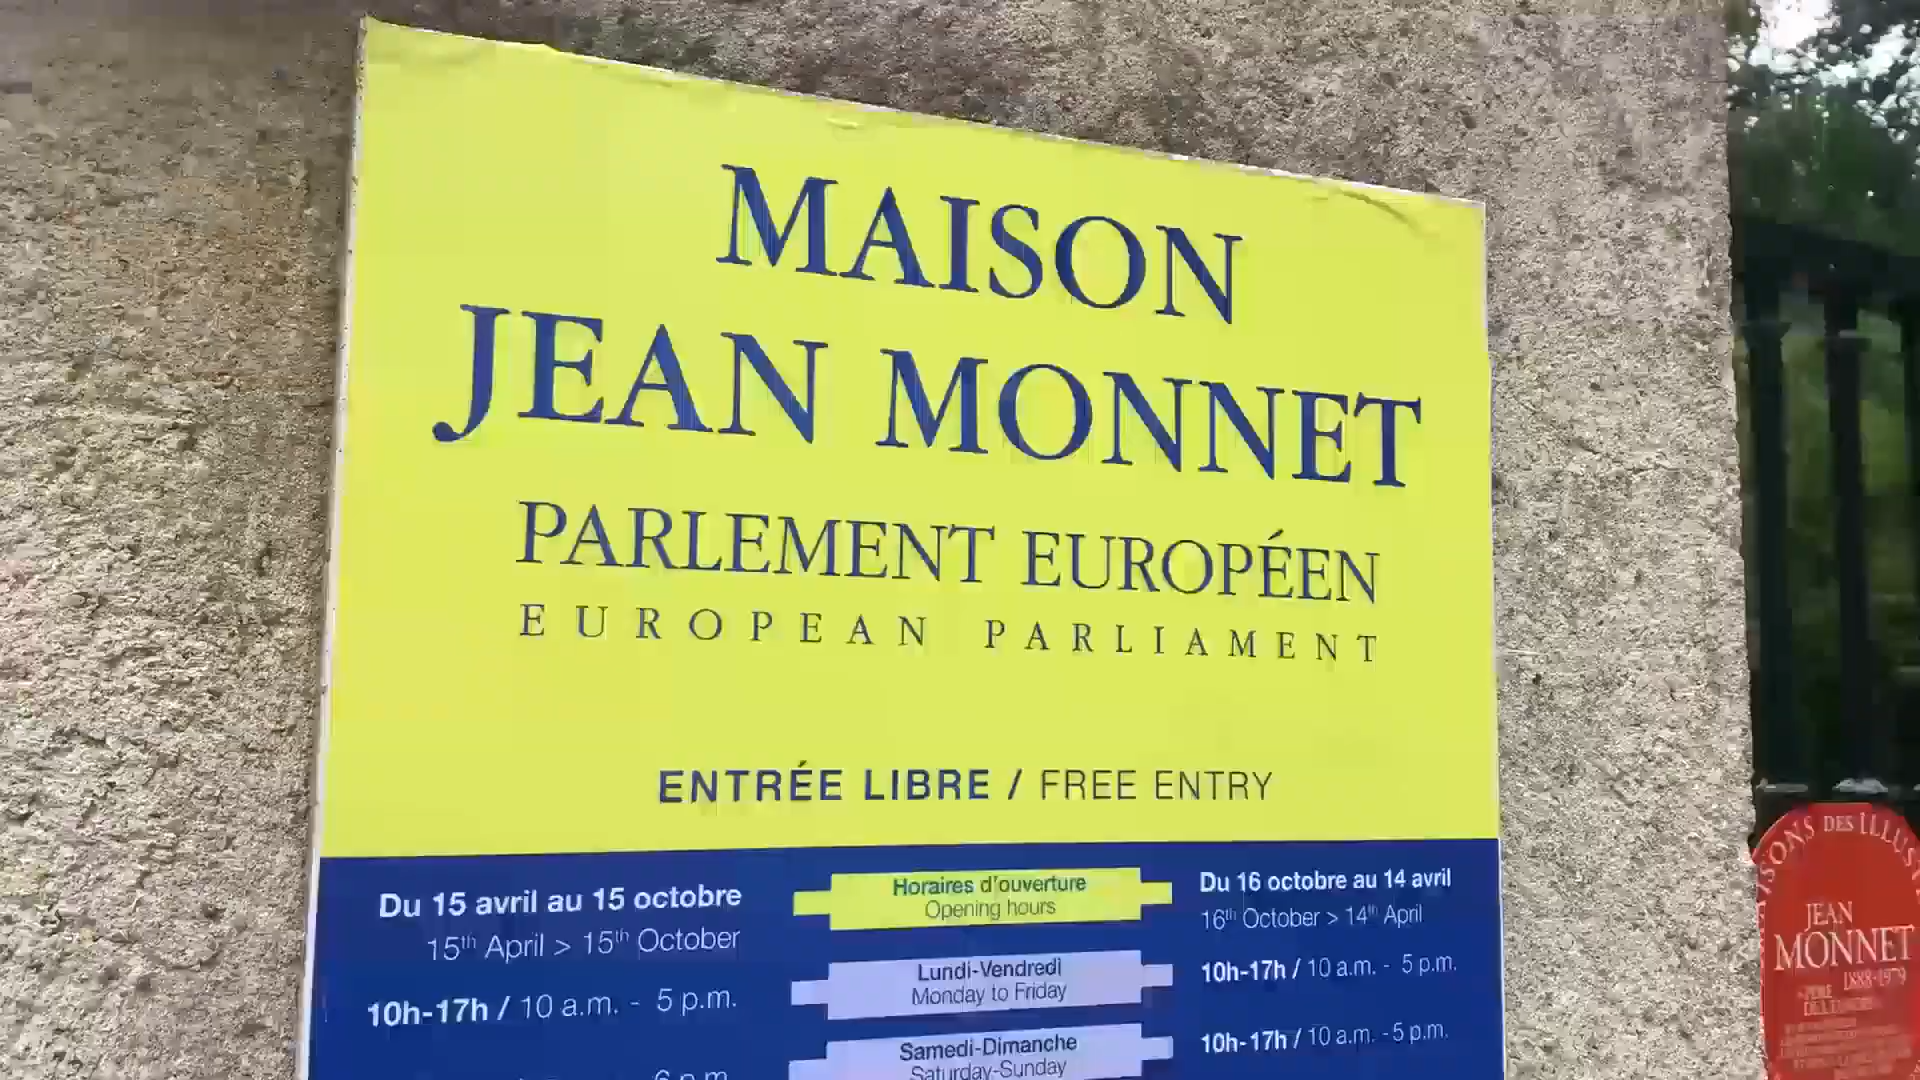 MAISON
JEAN MONNET
PARLEMENT EUROPÉEN
EUROPEAN PARLIAMENT
ENTRÉE LIBRE / FREE ENTRY
Du 15 avril au 15 octobre
15th April > 15th October
10h-17h / 10 a.m. - 5 p.m.
6 p.m.
Horaires d'ouverture
Opening hours
Lundi-Vendredi
Monday to Friday
Samedi-Dimanche
Saturday-Sunday
Du 16 octobre au 14 avril
16th October > 14th April
10h-17h / 10 a.m. - 5 p.m.
10h-17h / 10 a.m. - 5 p.m.
DES
JEAN
MONNET
1888-1979